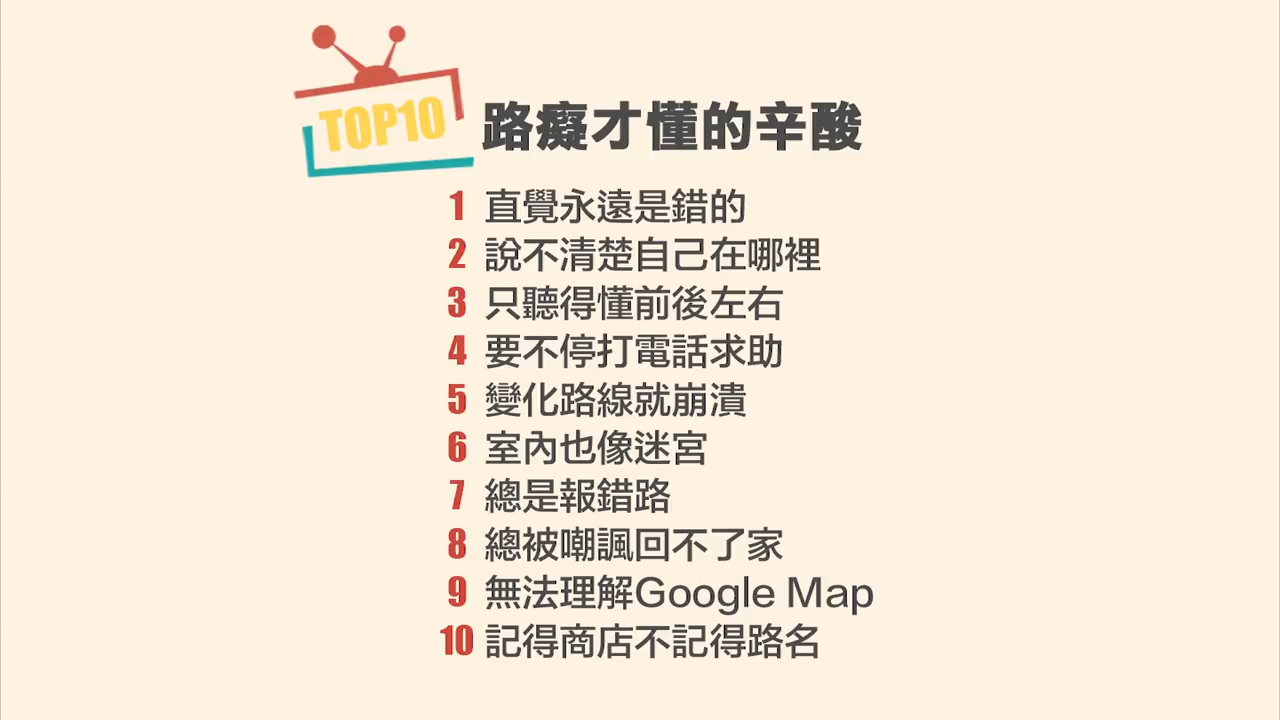 TOP10
路癡才懂的辛酸
1 直覺永遠是錯的
2 說不清楚自己在哪裡
3 只聽得懂前後左右
4 要不停打電話求助
5 變化路線就崩潰
6 室內也像迷宮
7 總是報錯路
8 總被嘲諷回不了家
9 無法理解Google Map
10 記得商店不記得路名